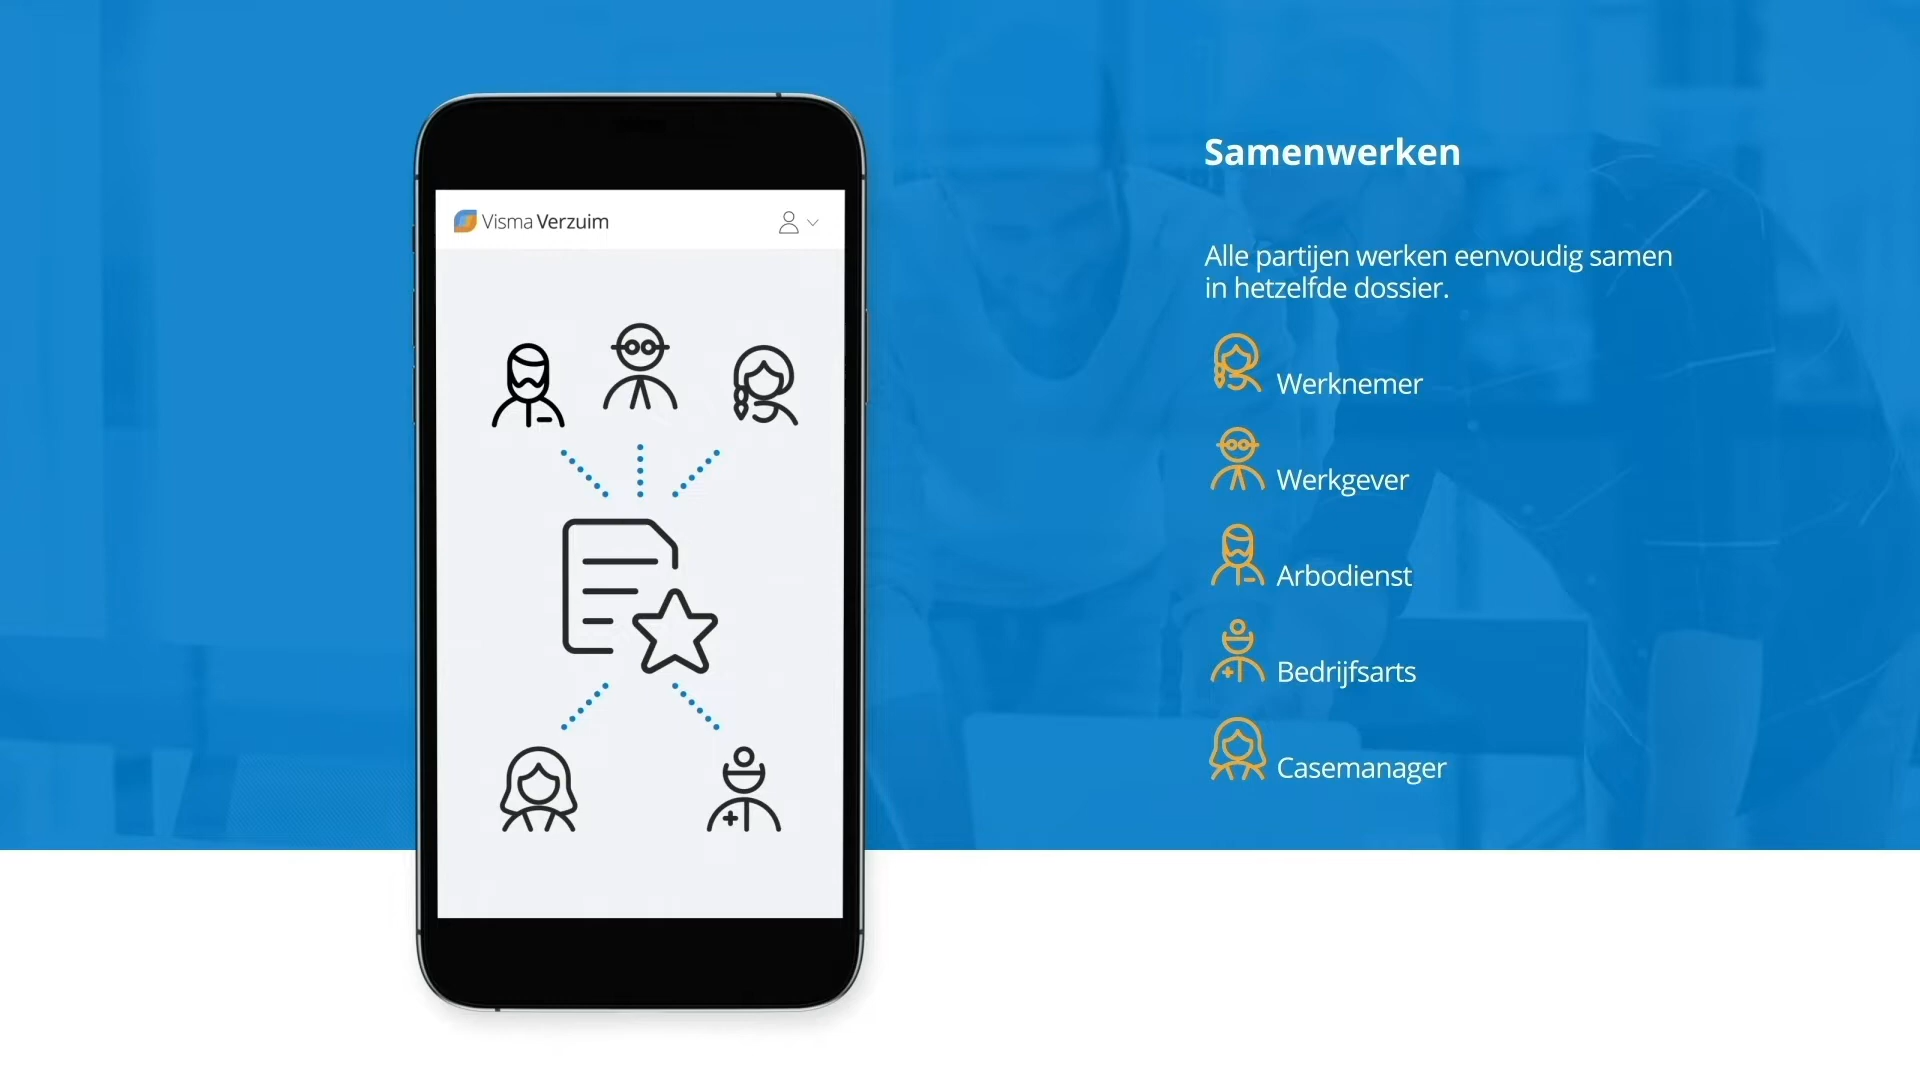 Visma Verzuim
Samenwerken
Alle partijen werken eenvoudig samen
in hetzelfde dossier.
Werknemer
Werkgever
Arbodienst
Bedrijfsarts
Casemanager